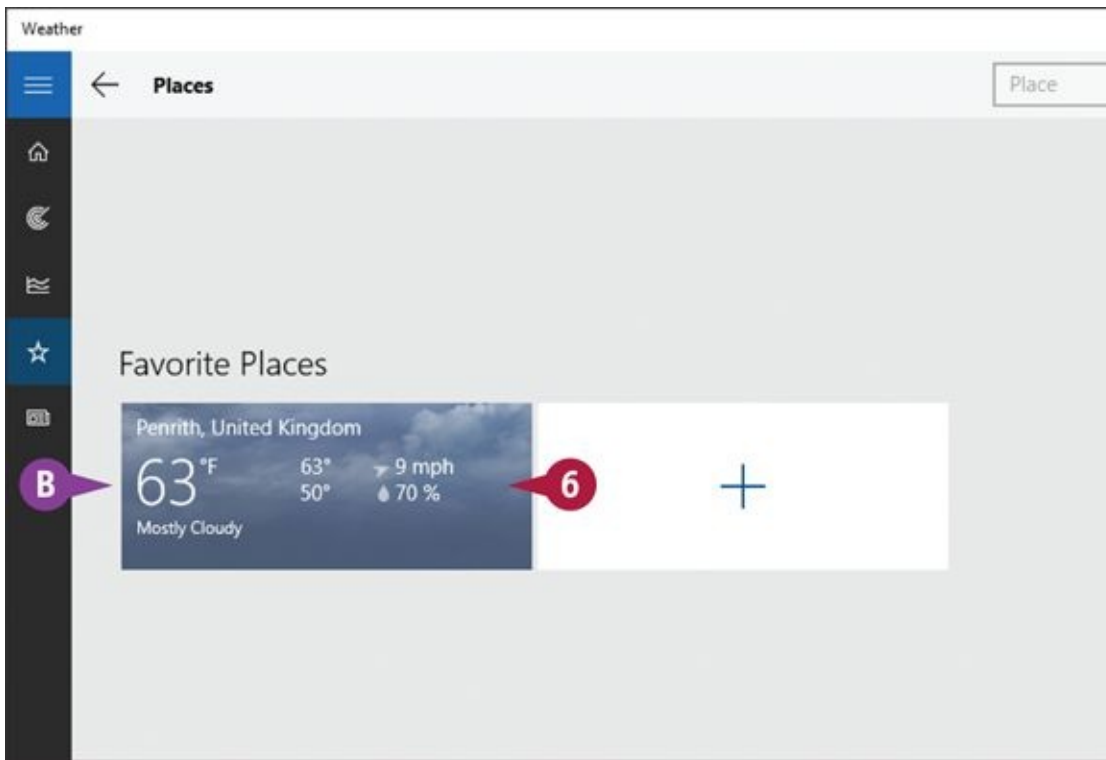 Weather
Places
Place
Favorite Places
Penrith, United Kingdom
63°F 63° 9 mph
50° 70 %
Mostly Cloudy
B
6